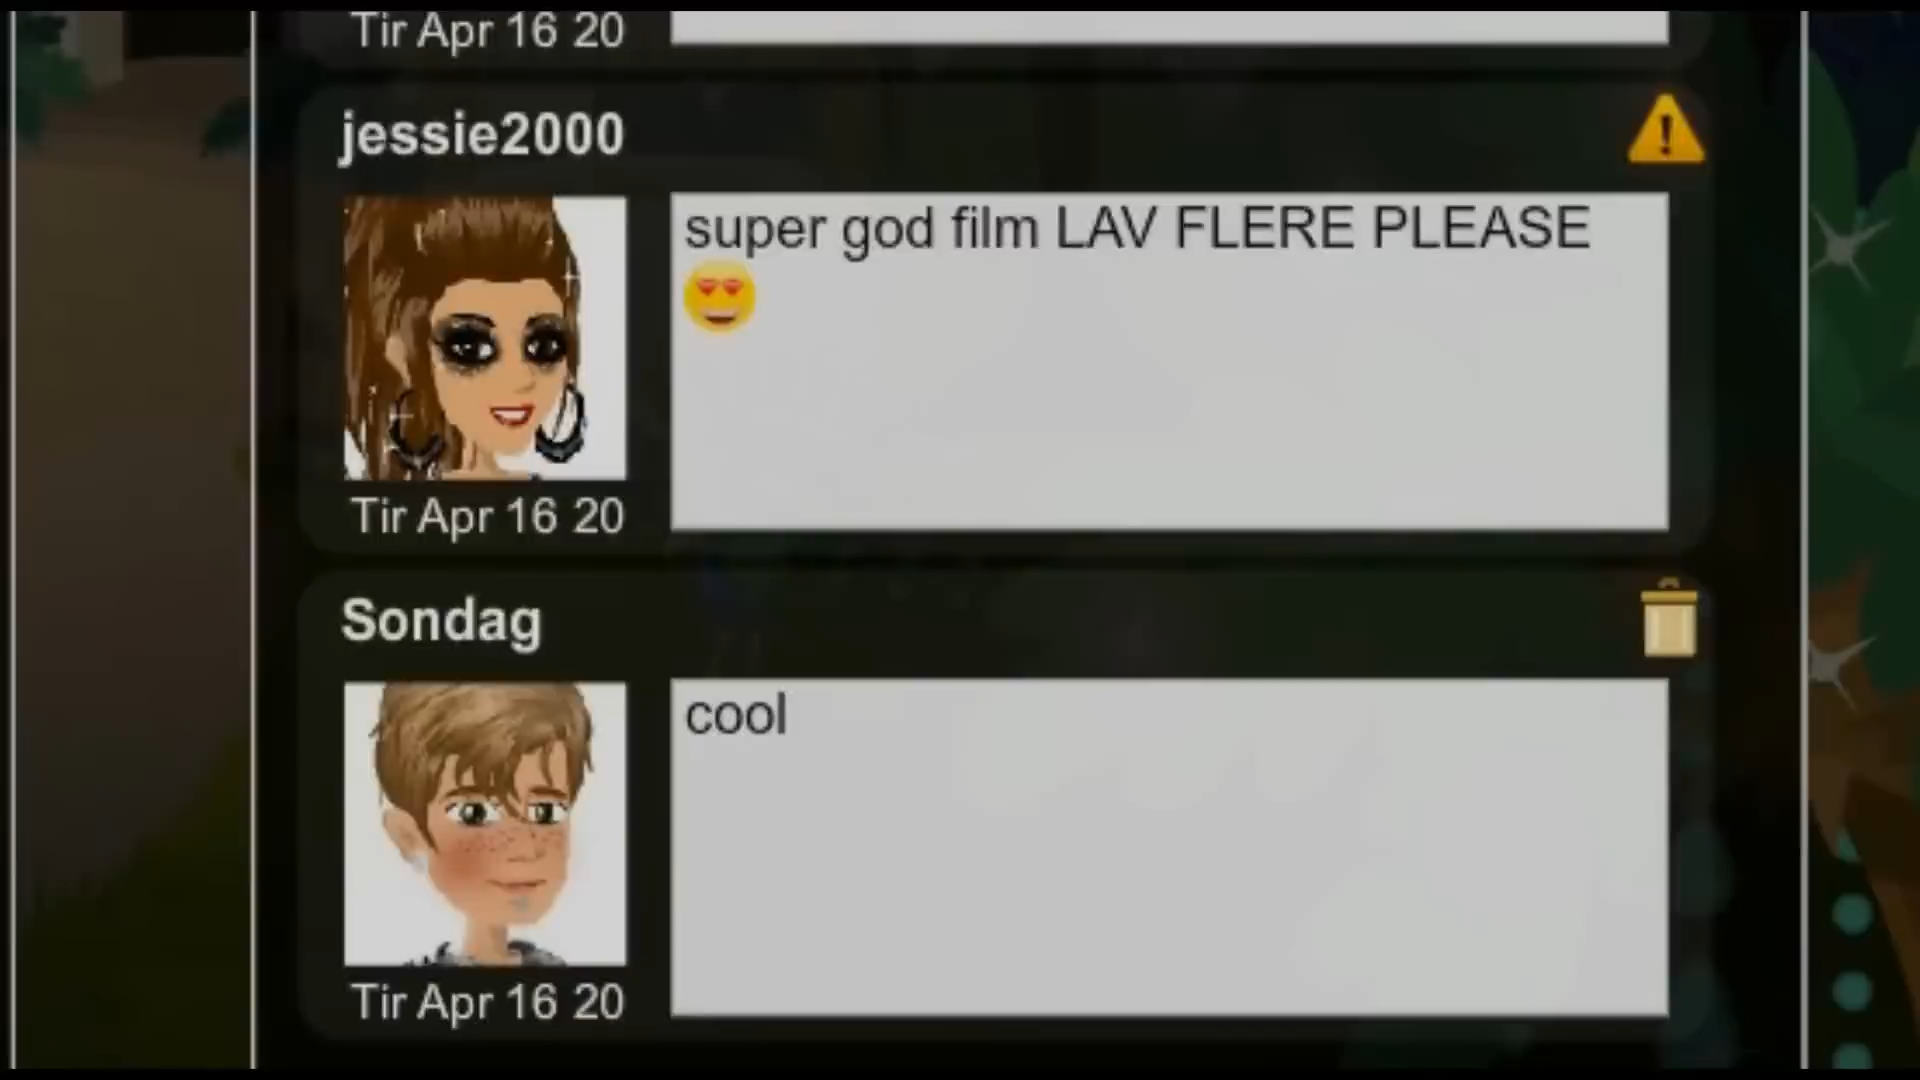 Tir Apr 16 20
jessie2000
super god film LAV FLERE PLEASE
Tir Apr 16 20
Sondag
cool
Tir Apr 16 20